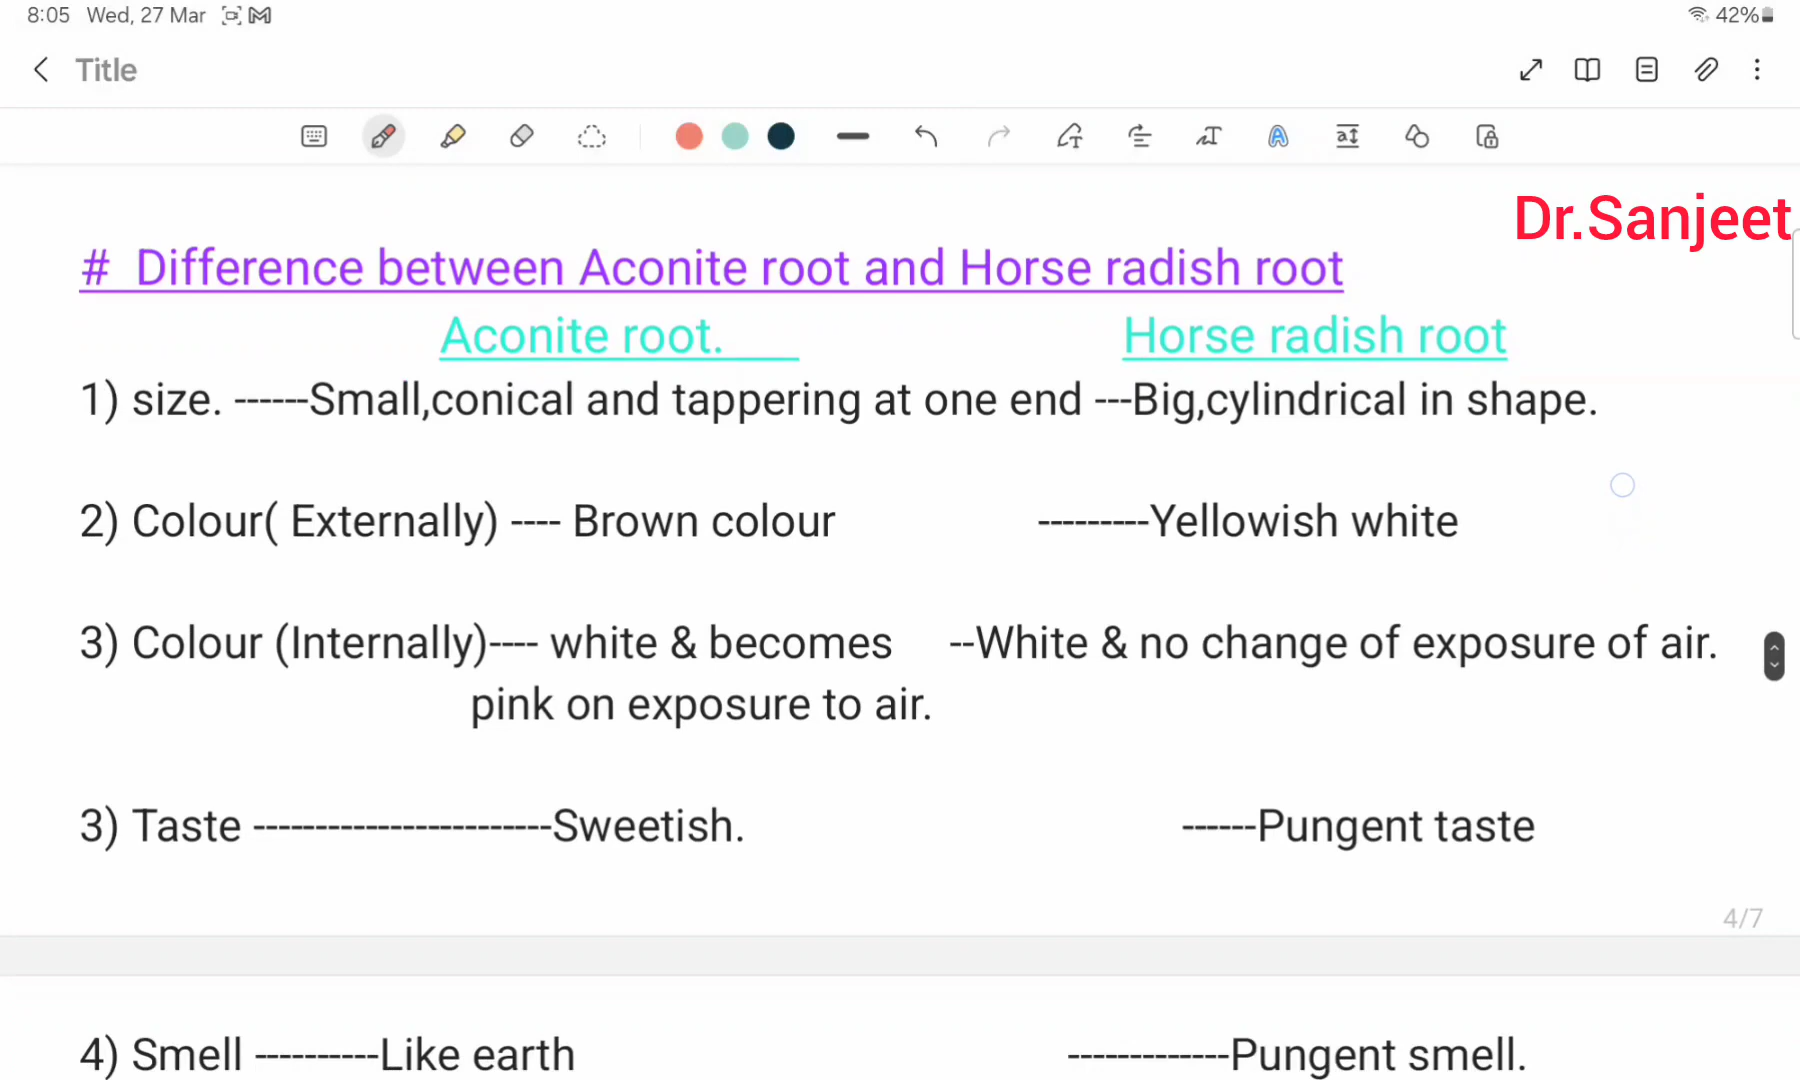 8:05 Wed, 27 Mar 42%
Title
Dr.Sanjeet
# Difference between Aconite root and Horse radish root
Aconite root. Horse radish root
1) size. ------Small,conical and tappering at one end ---Big,cylindrical in shape.
2) Colour( Externally) ---- Brown colour ---------Yellowish white
3) Colour (Internally)---- white & becomes --White & no change of exposure of air.
pink on exposure to air.
3) Taste ------------------------Sweetish. ------Pungent taste
4/7
4) Smell ----------Like earth -------------Pungent smell.